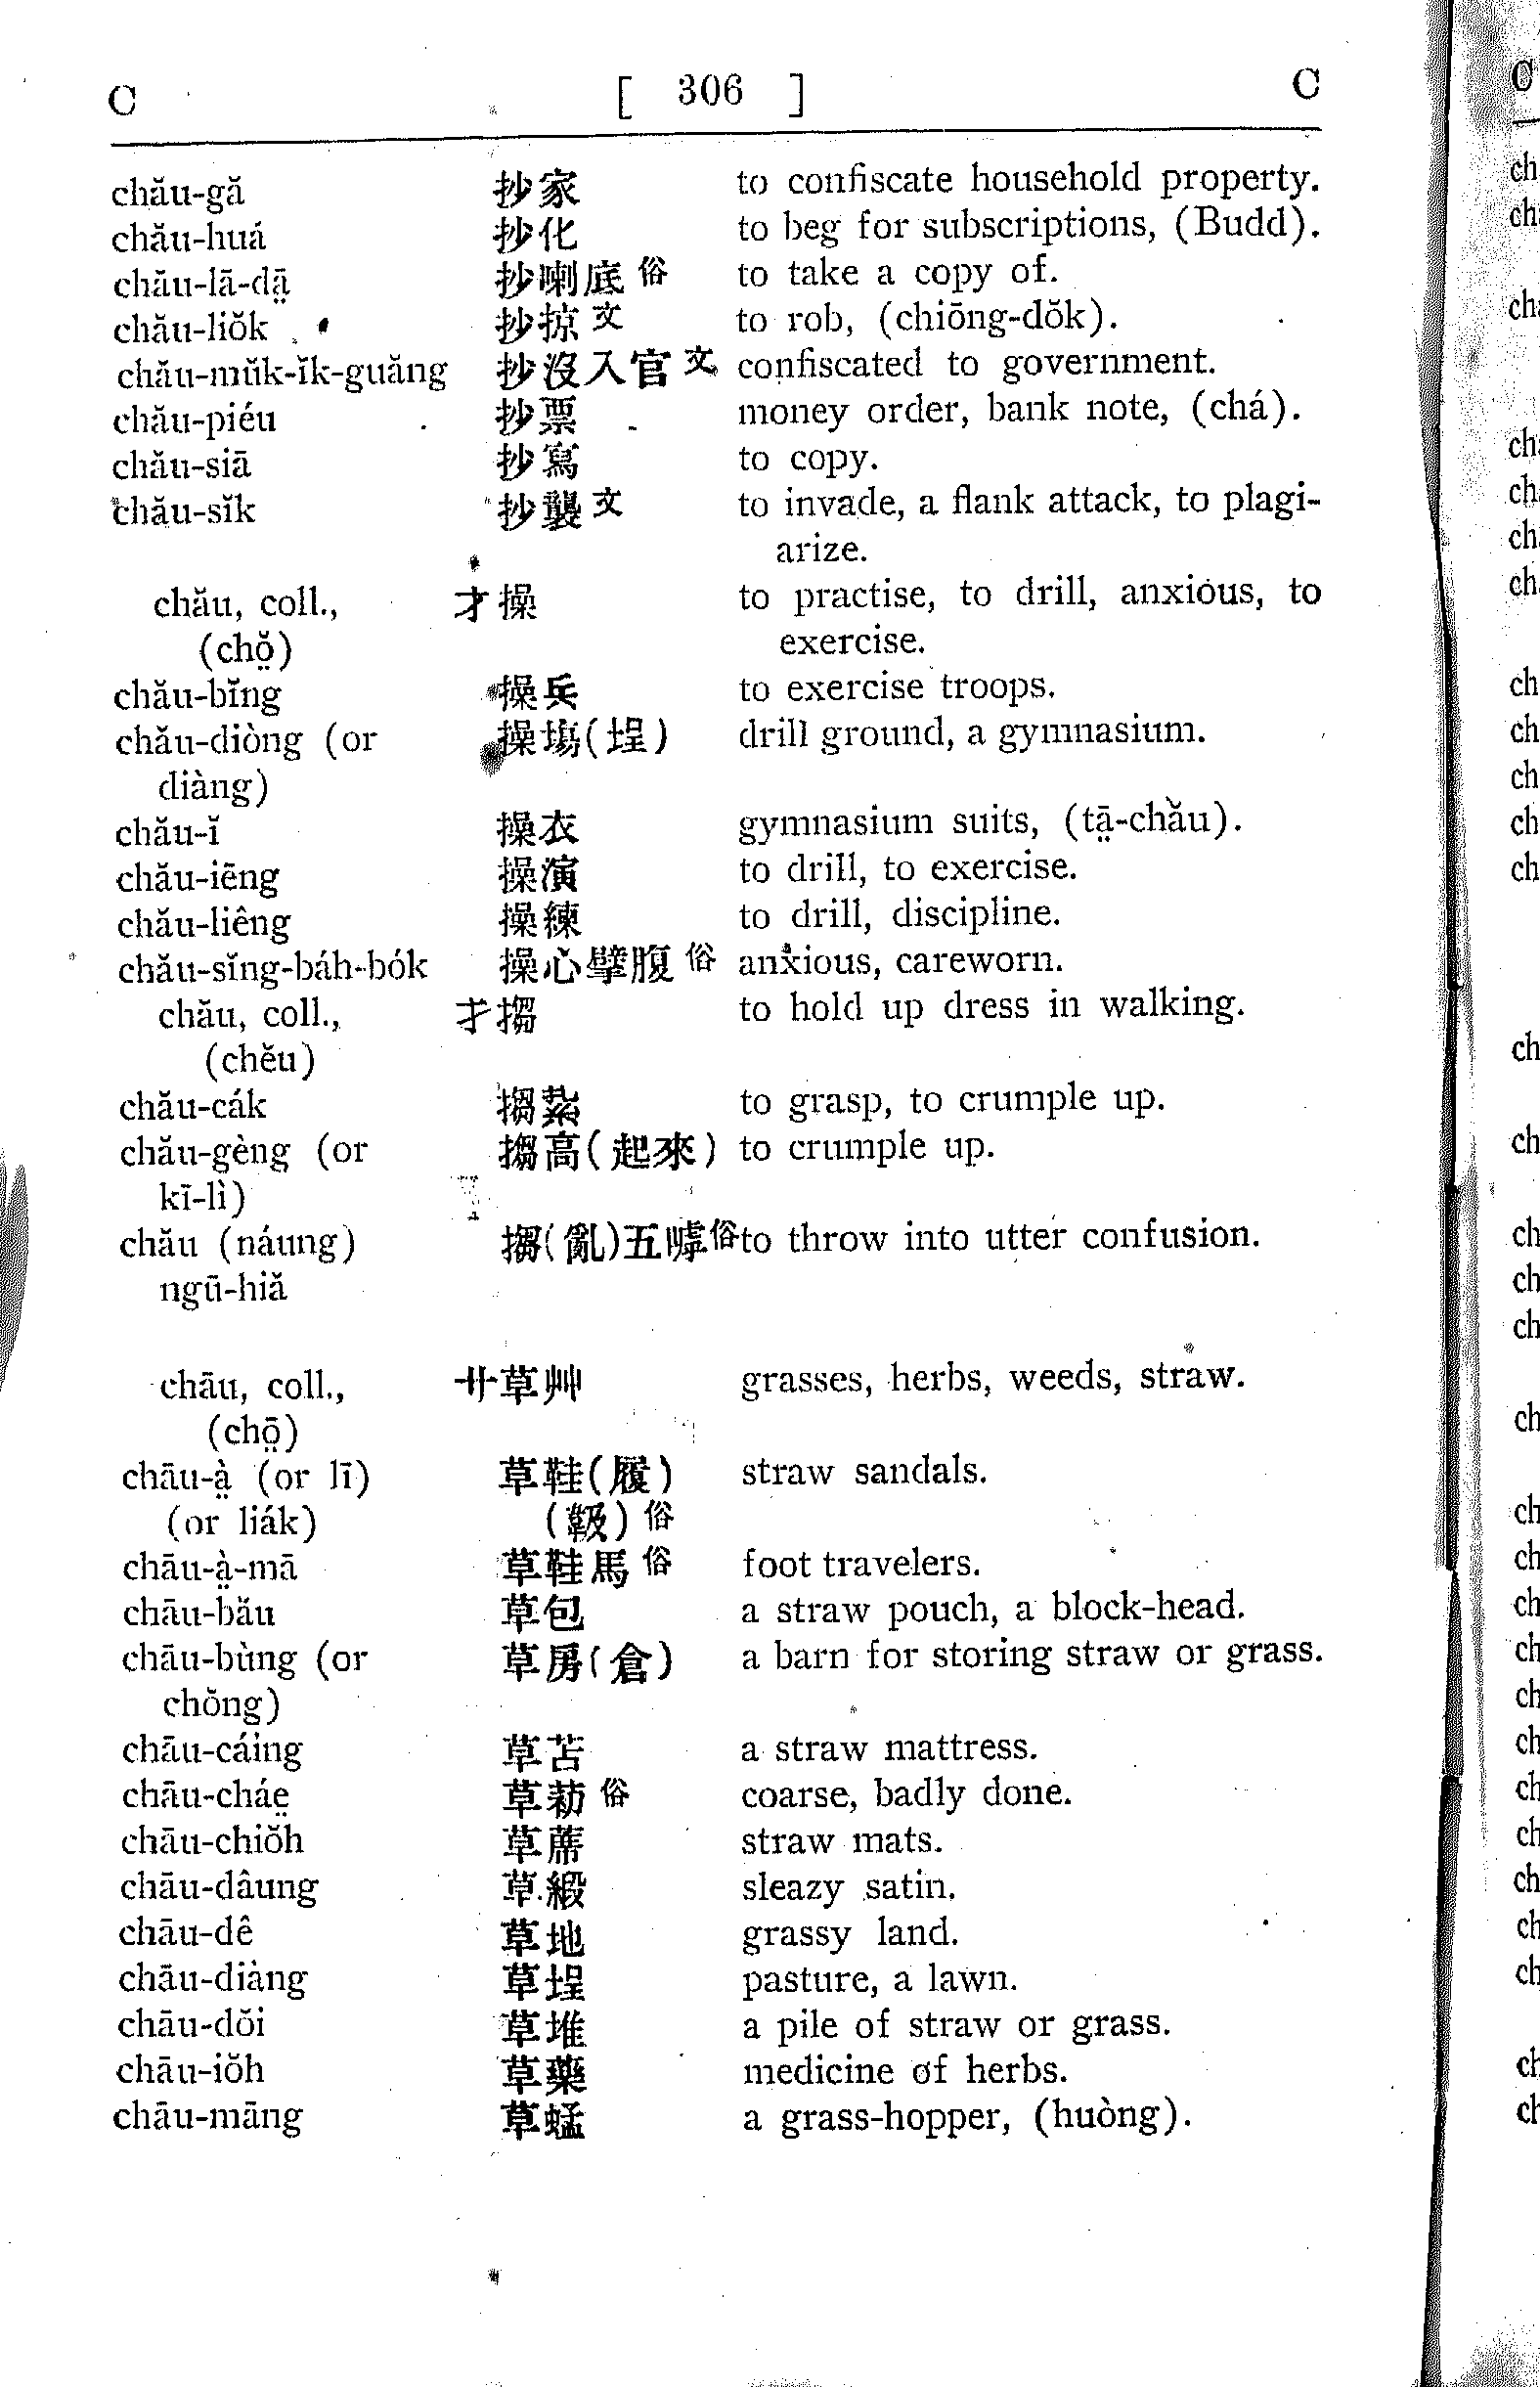 C [ 306 ] C
chău-gă 抄家 to confiscate household property.
chău-huá 抄化 to beg for subscriptions, (Budd).
chău-lā-dā̤ 抄喇底俗 to take a copy of.
chău-liŏk 抄掠文 to rob, (chiōng-dŏk).
chău-mŭk-ĭk-guăng 抄沒入官文 confiscated to government.
chău-piéu 抄票 money order, bank note, (chá).
chău-siā 抄寫 to copy.
chău-sĭk 抄襲文 to invade, a flank attack, to plagi-
arize.
chău, coll., 才操 to practise, to drill, anxious, to
(chŏ̤) exercise.
chău-bĭng 操兵 to exercise troops.
chău-diòng (or 操塲(埕) drill ground, a gymnasium.
diàng)
chău-ĭ 操衣 gymnasium suits, (tā̤-chău).
chău-iēng 操演 to drill, to exercise.
chău-liêng 操練 to drill, discipline.
chău-sĭng-báh-bók 操心擘腹俗 anxious, careworn.
chău, coll., 才搊 to hold up dress in walking.
(chĕu)
chău-cák 搊 to grasp, to crumple up.
chău-gèng (or 搊高(起來) to crumple up.
kī-lì)
chău (náung) 搊(亂)五嘑俗 to throw into utter confusion.
ngū-hiă
chāu, coll., 艹草艸 grasses, herbs, weeds, straw.
(chō̤)
chāu-à̤ (or lī) 草鞋(履) straw sandals.
(or liák) (靸)俗
chāu-à̤-mā 草鞋馬俗 foot travelers.
chāu-bău 草包 a straw pouch, a block-head.
chāu-bùng (or 草房(倉) a barn for storing straw or grass.
chŏng)
chāu-cáing 草苫 a straw mattress.
chāu-cháe̤ 草俗 coarse, badly done.
chāu-chiŏh 草蓆 straw mats.
chāu-dâung 草緞 sleazy satin.
chāu-dê 草地 grassy land.
chāu-diàng 草埕 pasture, a lawn.
chāu-dŏi 草堆 a pile of straw or grass.
chāu-iŏh 草藥 medicine of herbs.
chāu-māng 草蜢 a grass-hopper, (huòng).